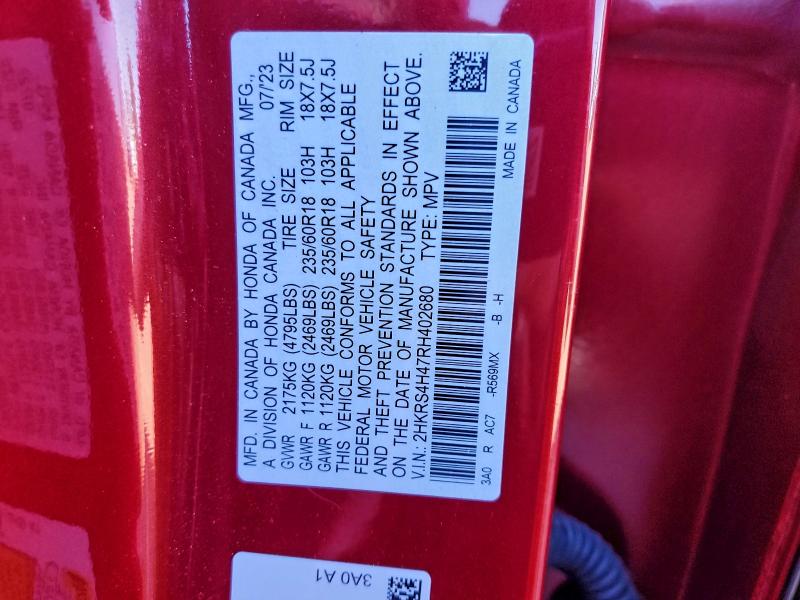 MFD. IN CANADA BY HONDA OF CANADA MFG.,
A DIVISION OF HONDA CANADA INC. 07/'23
GVWR 2175KG (4795LBS) TIRE SIZE RIM SIZE
GAWR F 1120KG (2469LBS) 235/60R18 103H 18X7.5J
GAWR R 1120KG (2469LBS) 235/60R18 103H 18X7.5J
THIS VEHICLE CONFORMS TO ALL APPLICABLE
FEDERAL MOTOR VEHICLE SAFETY
AND THEFT PREVENTION STANDARDS IN EFFECT
ON THE DATE OF MANUFACTURE SHOWN ABOVE.
V.I.N.: 2HKRS4H47RH402680 TYPE: MPV
3A0 R AC7 -R569MX -B -H
MADE IN CANADA
3A0 A1